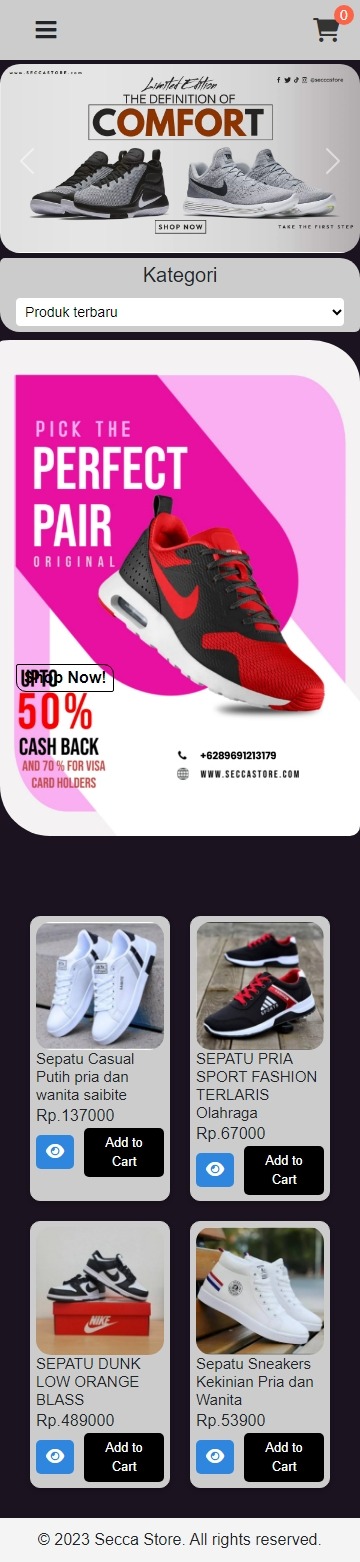 0
WWW.SECCASTORE.COM
@seccastore
Limited Edition
THE DEFINITION OF
COMFORT
SHOP NOW
TAKE THE FIRST STEP
Kategori
Produk terbaru
PICK THE
PERFECT
PAIR
ORIGINAL
UPTO
Shop Now!
50%
CASH BACK
AND 70 % FOR VISA
CARD HOLDERS
+6289691213179
WWW.SECCASTORE.COM
Sepatu Casual
Putih pria dan
wanita saibite
Rp.137000
Add to
Cart
SEPATU PRIA
SPORT FASHION
TERLARIS
Olahraga
Rp.67000
Add to
Cart
NIKE
SEPATU DUNK
LOW ORANGE
BLASS
Rp.489000
Add to
Cart
Sepatu Sneakers
Kekinian Pria dan
Wanita
Rp.53900
Add to
Cart
© 2023 Secca Store. All rights reserved.